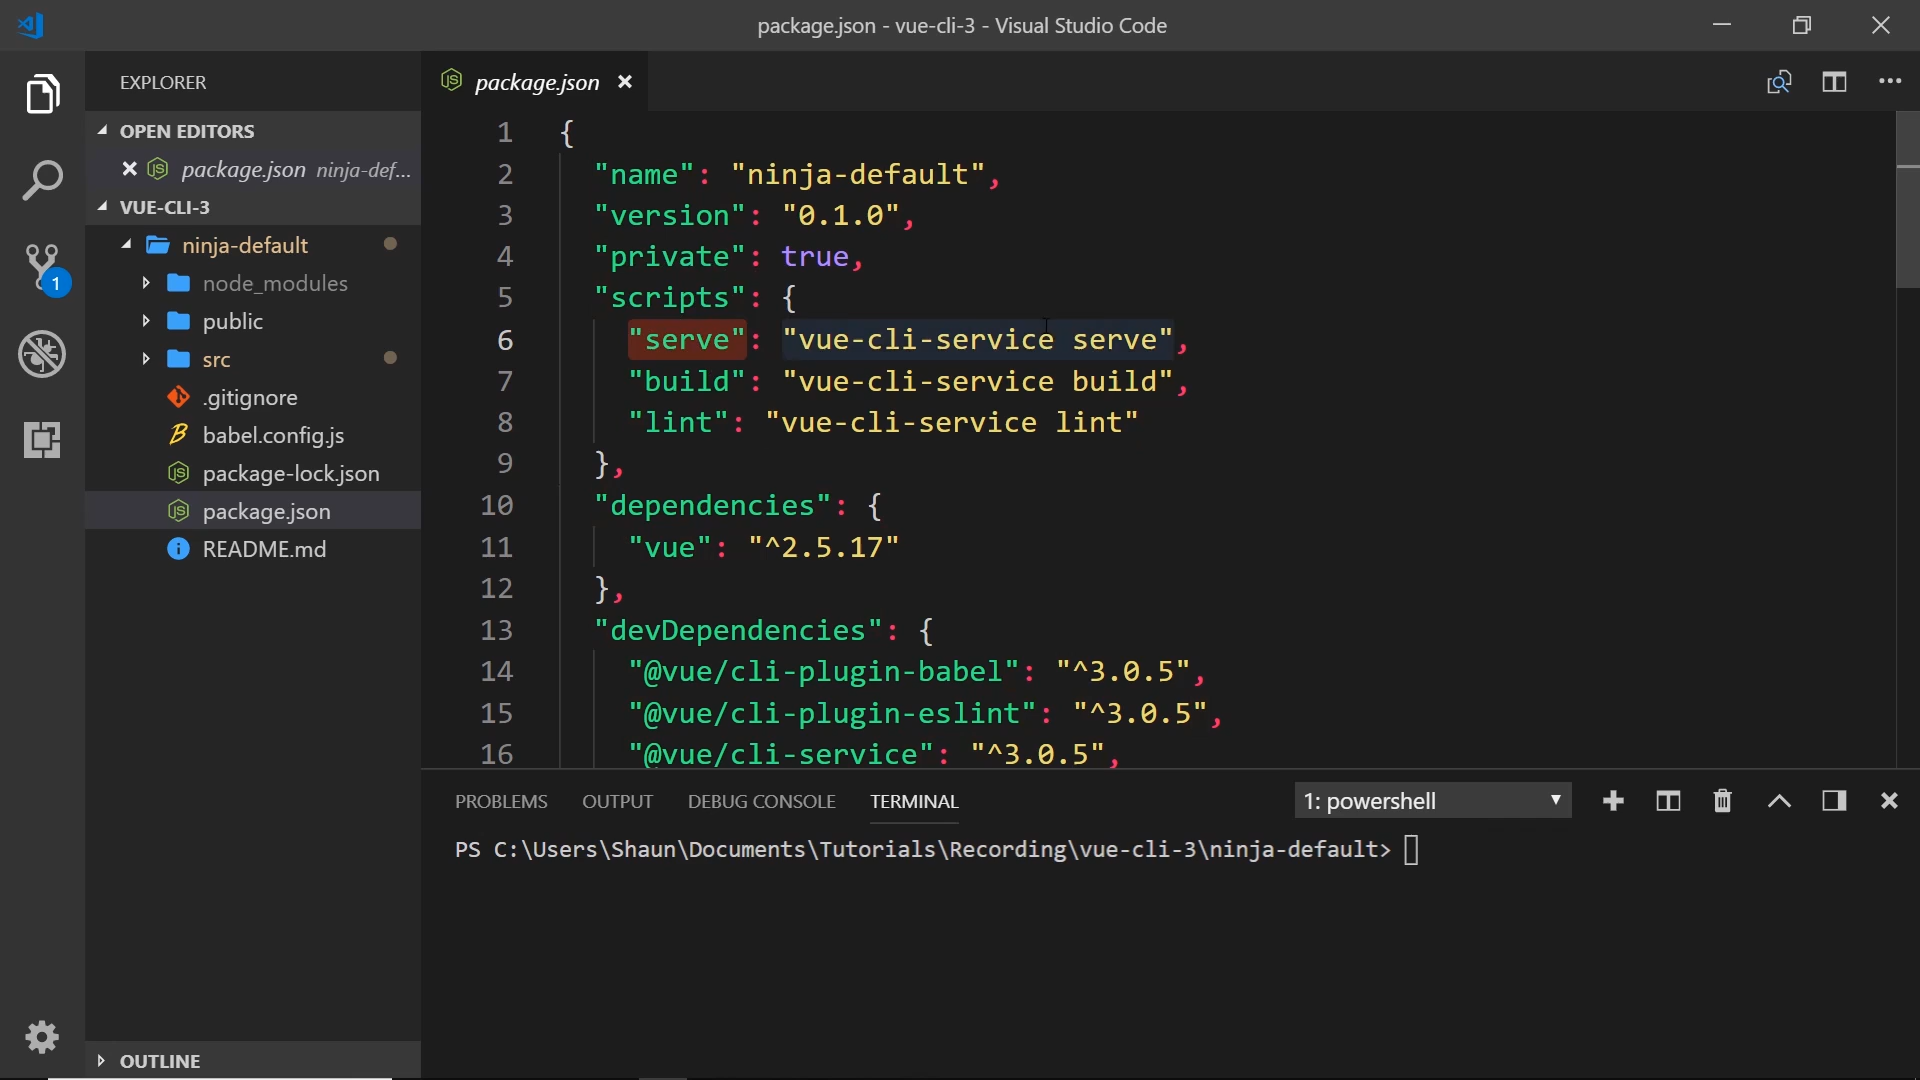 package.json - vue-cli-3 - Visual Studio Code
EXPLORER
OPEN EDITORS
package.json ninja-def...
VUE-CLI-3
ninja-default
node_modules
public
src
.gitignore
babel.config.js
package-lock.json
package.json
README.md
OUTLINE
1
package.json
1 {
2 "name": "ninja-default",
3 "version": "0.1.0",
4 "private": true,
5 "scripts": {
6 "serve": "vue-cli-service serve",
7 "build": "vue-cli-service build",
8 "lint": "vue-cli-service lint"
9 },
10 "dependencies": {
11 "vue": "^2.5.17"
12 },
13 "devDependencies": {
14 "@vue/cli-plugin-babel": "^3.0.5",
15 "@vue/cli-plugin-eslint": "^3.0.5",
16 "@vue/cli-service": "^3.0.5",
PROBLEMS OUTPUT DEBUG CONSOLE TERMINAL 1: powershell
PS C:\Users\Shaun\Documents\Tutorials\Recording\vue-cli-3\ninja-default>